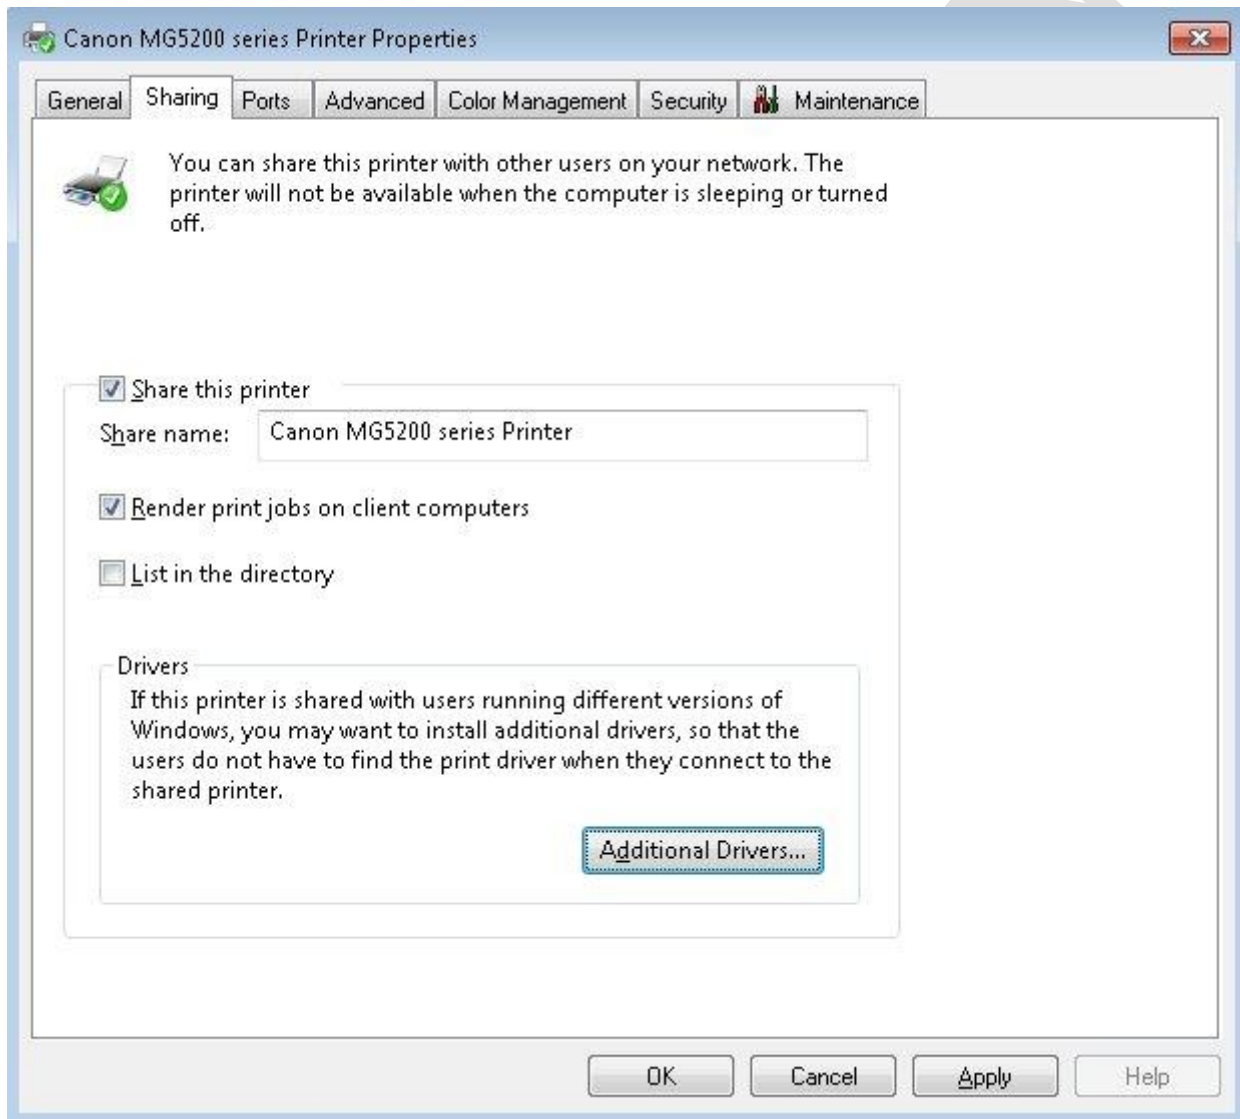 Canon MG5200 series Printer Properties
General Sharing Ports Advanced Color Management Security Maintenance
You can share this printer with other users on your network. The
printer will not be available when the computer is sleeping or turned
off.
Share this printer
Share name: Canon MG5200 series Printer
Render print jobs on client computers
List in the directory
Drivers
If this printer is shared with users running different versions of
Windows, you may want to install additional drivers, so that the
users do not have to find the print driver when they connect to the
shared printer.
Additional Drivers...
OK Cancel Apply Help